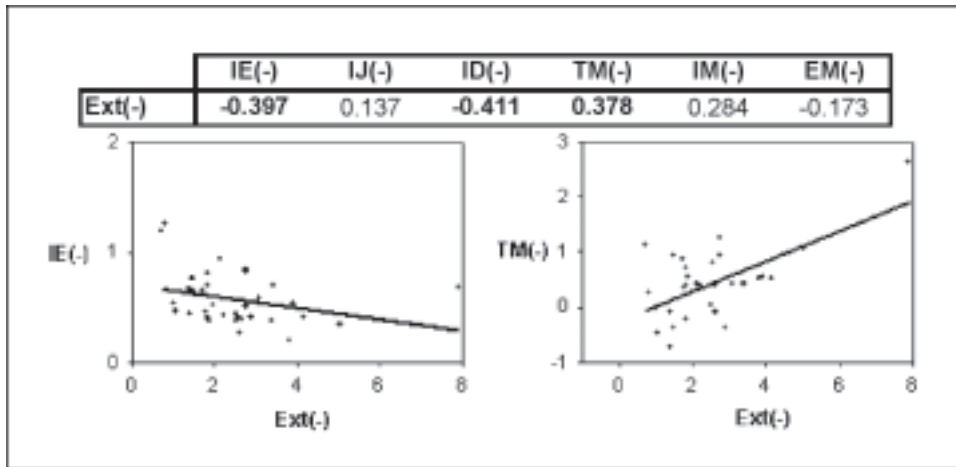 IE(-) IJ(-) ID(-) TM(-) IM(-) EM(-)
Ext(-) -0.397 0.137 -0.411 0.378 0.284 -0.173
2
1
0
IE(-)
0 2 4 6 8
Ext(-)
3
2
1
0
-1
TM(-)
0 2 4 6 8
Ext(-)